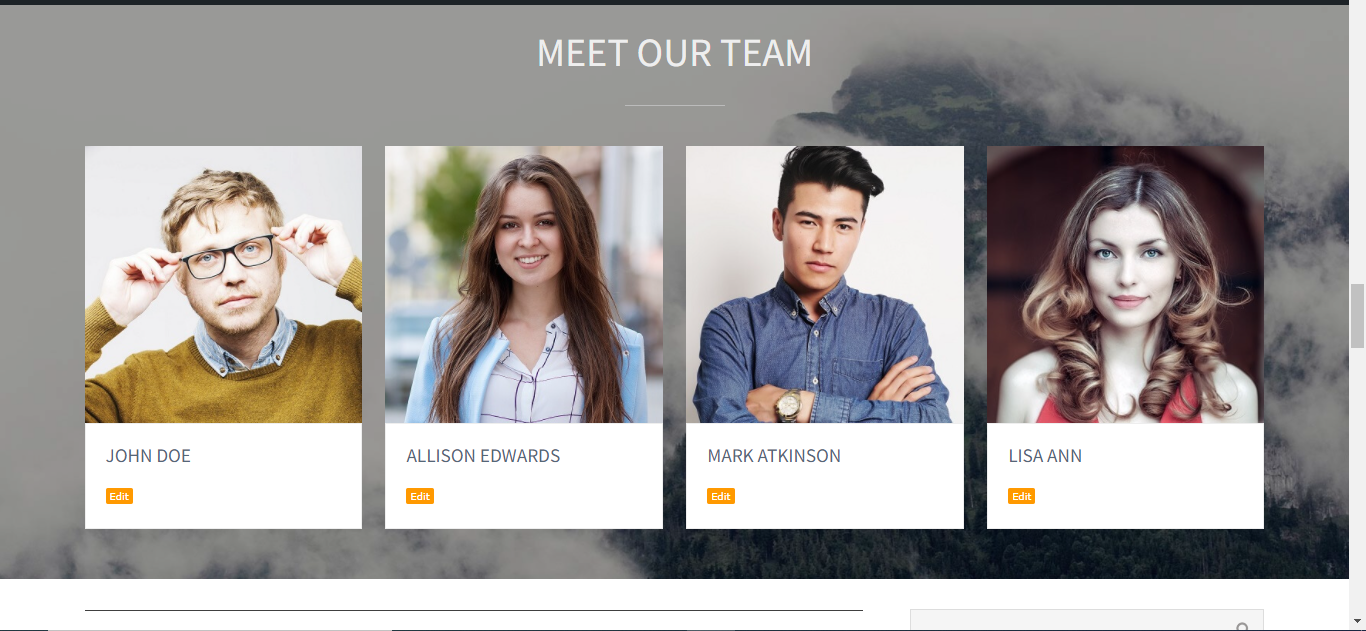 MEET OUR TEAM
JOHN DOE
ALLISON EDWARDS
MARK ATKINSON
LISA ANN
Edit
Edit
Edit
Edit